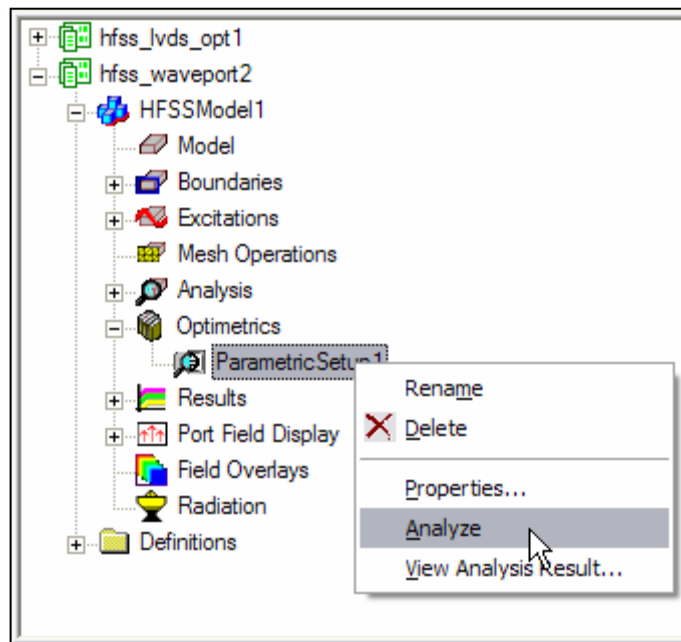 hfss_lvds_opt1
hfss_waveport2
HFSSModel1
Model
Boundaries
Excitations
Mesh Operations
Analysis
Optimetrics
ParametricSetup1
Results
Port Field Display
Field Overlays
Radiation
Definitions
Rename
Delete
Properties...
Analyze
View Analysis Result...